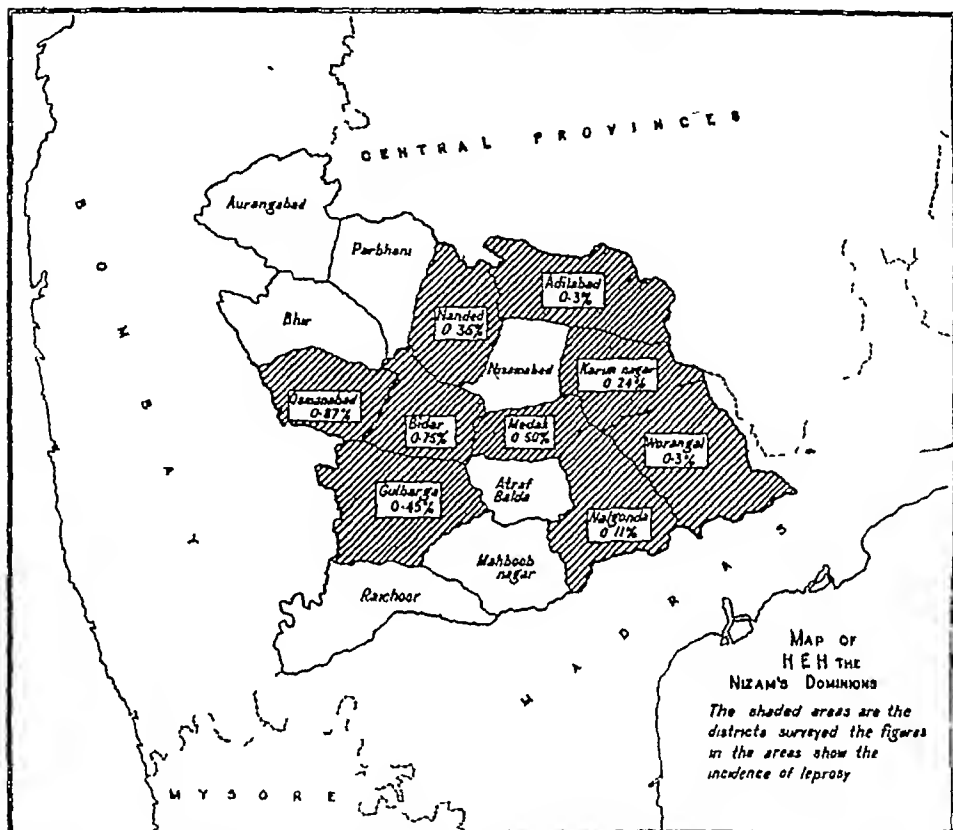 CENTRAL PROVINCES
BOMBAY
Aurangabad
Parbhani
Adilabad
0·3%
Nanded
0·36%
Bhir
Nizamabad
Karim nagar
0·24%
Osmanabad
0·87%
Bidar
0·75%
Medak
0·50%
Warangal
0·3%
Gulbarga
0·45%
Atraf
Balda
Nalgonda
0·11%
Mahboob
nagar
Raichoor
MADRAS
MYSORE
MAP OF
H E H THE
NIZAM'S DOMINIONS
The shaded areas are the
districts surveyed the figures
in the areas show the
incidence of leprosy